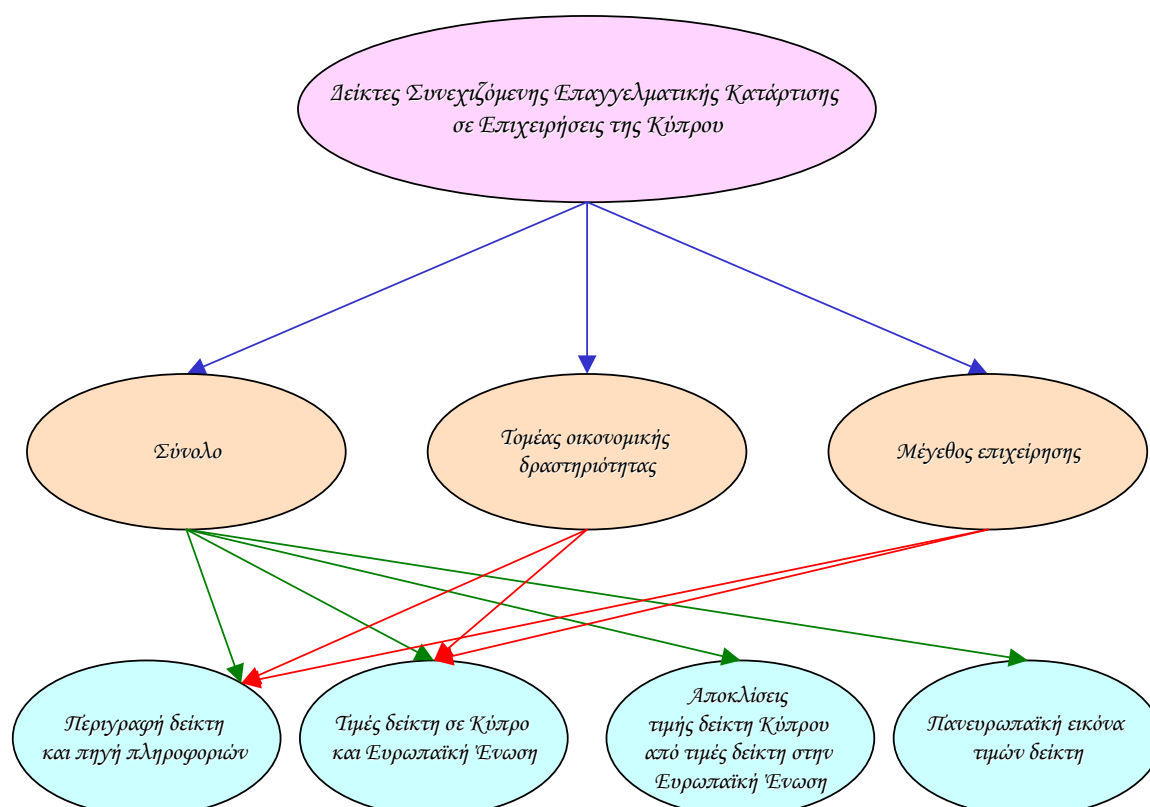 Δείκτες Συνεχιζόμενης Επαγγελματικής Κατάρτισης
σε Επιχειρήσεις της Κύπρου
Σύνολο
Τομέας οικονομικής
δραστηριότητας
Μέγεθος επιχείρησης
Περιγραφή δείκτη
και πηγή πληροφοριών
Τιμές δείκτη σε Κύπρο
και Ευρωπαϊκή Ένωση
Αποκλίσεις
τιμής δείκτη Κύπρου
από τιμές δείκτη στην
Ευρωπαϊκή Ένωση
Πανευρωπαϊκή εικόνα
τιμών δείκτη